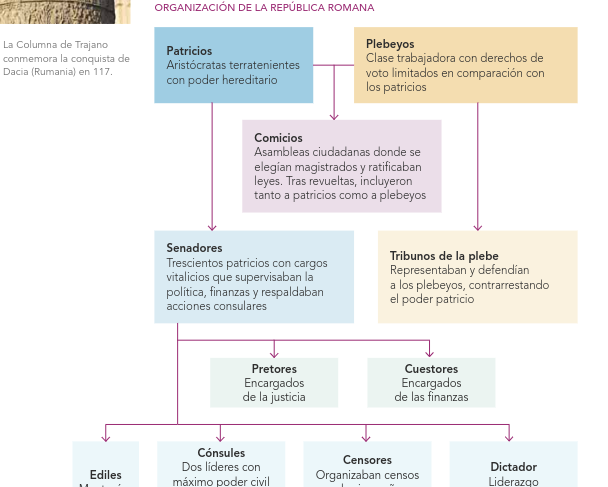 ORGANIZACIÓN DE LA REPÚBLICA ROMANA
La Columna de Trajano
conmemora la conquista de
Dacia (Rumania) en 117.
Patricios
Aristócratas terratenientes
con poder hereditario
Plebeyos
Clase trabajadora con derechos de
voto limitados en comparación con
los patricios
Comicios
Asambleas ciudadanas donde se
elegían magistrados y ratificaban
leyes. Tras revueltas, incluyeron
tanto a patricios como a plebeyos
Senadores
Trescientos patricios con cargos
vitalicios que supervisaban la
política, finanzas y respaldaban
acciones consulares
Tribunos de la plebe
Representaban y defendían
a los plebeyos, contrarrestando
el poder patricio
Pretores
Encargados
de la justicia
Cuestores
Encargados
de las finanzas
Ediles
Cónsules
Dos líderes con
máximo poder civil
Censores
Organizaban censos
Dictador
Liderazgo